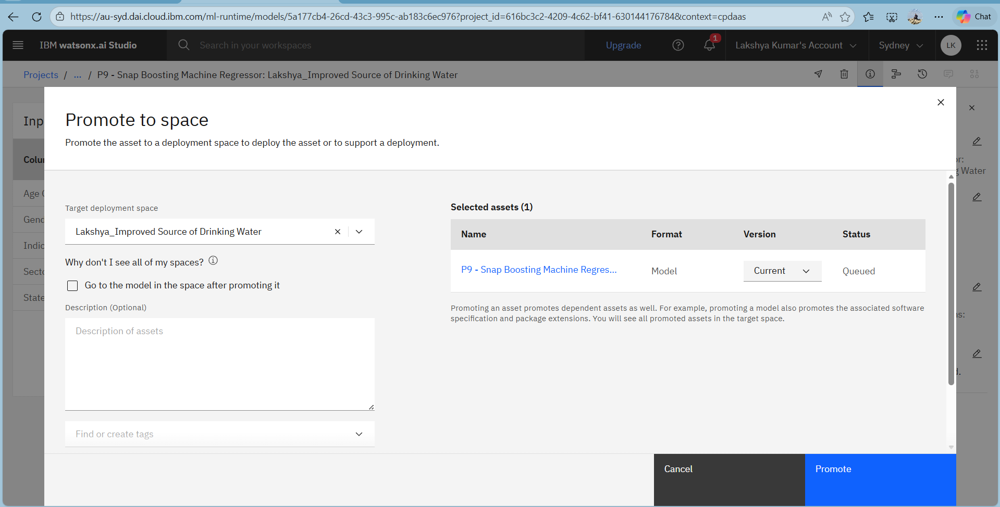 https://au-syd.dai.cloud.ibm.com/ml-runtime/models/5a177cb4-26cd-43c3-995c-ab183c6ec976?project_id=616bc3c2-4209-4c62-bf41-630144176784&context=cpdaas
Chat
IBM watsonx.ai Studio
Search in your workspaces
Upgrade
1
Lakshya Kumar's Account
Sydney
LK
Projects / ... / P9 - Snap Boosting Machine Regressor: Lakshya_Improved Source of Drinking Water
Promote to space
Promote the asset to a deployment space to deploy the asset or to support a deployment.
Inp
Colu
Age
Gend
Indic
Secto
State
or:
g Water
ns:
d.
Target deployment space
Lakshya_Improved Source of Drinking Water
Why don't I see all of my spaces?
Go to the model in the space after promoting it
Description (Optional)
Description of assets
Find or create tags
Selected assets (1)
Name Format Version Status
P9 - Snap Boosting Machine Regres... Model Current Queued
Promoting an asset promotes dependent assets as well. For example, promoting a model also promotes the associated software
specification and package extensions. You will see all promoted assets in the target space.
Cancel
Promote